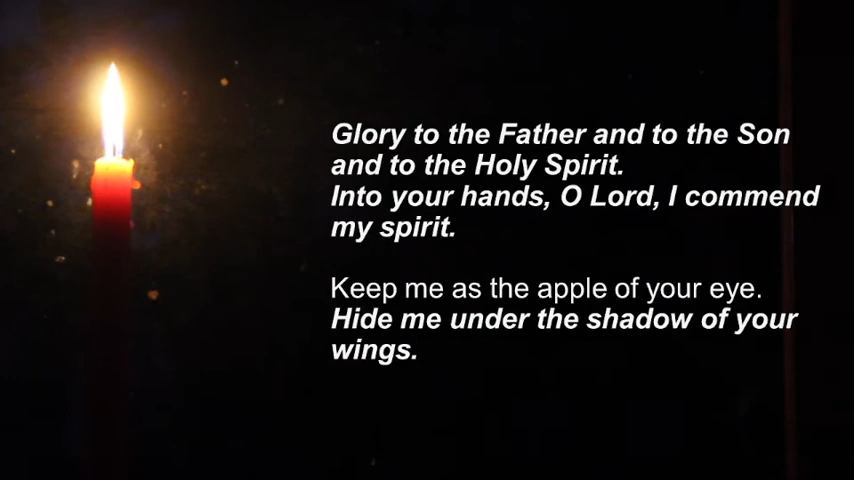 Glory to the Father and to the Son
and to the Holy Spirit.
Into your hands, O Lord, I commend
my spirit.
Keep me as the apple of your eye.
Hide me under the shadow of your
wings.